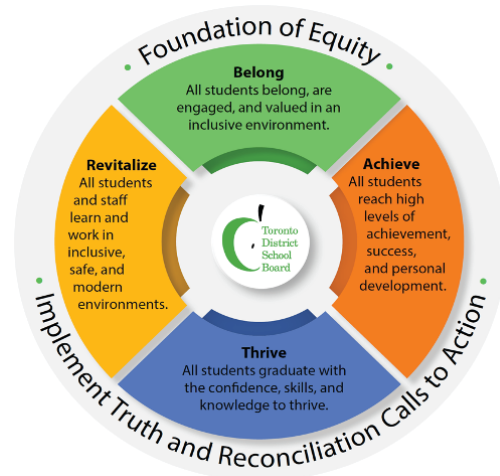 Foundation of Equity
Belong
All students belong, are
engaged, and valued in an
inclusive environment.
Revitalize
All students
and staff
learn and
work in
inclusive,
safe, and
modern
environments.
Achieve
All students
reach high
levels of
achievement,
success,
and personal
development.
Toronto
District
School
Board
Thrive
All students graduate with
the confidence, skills, and
knowledge to thrive.
Implement Truth and Reconciliation Calls to Action